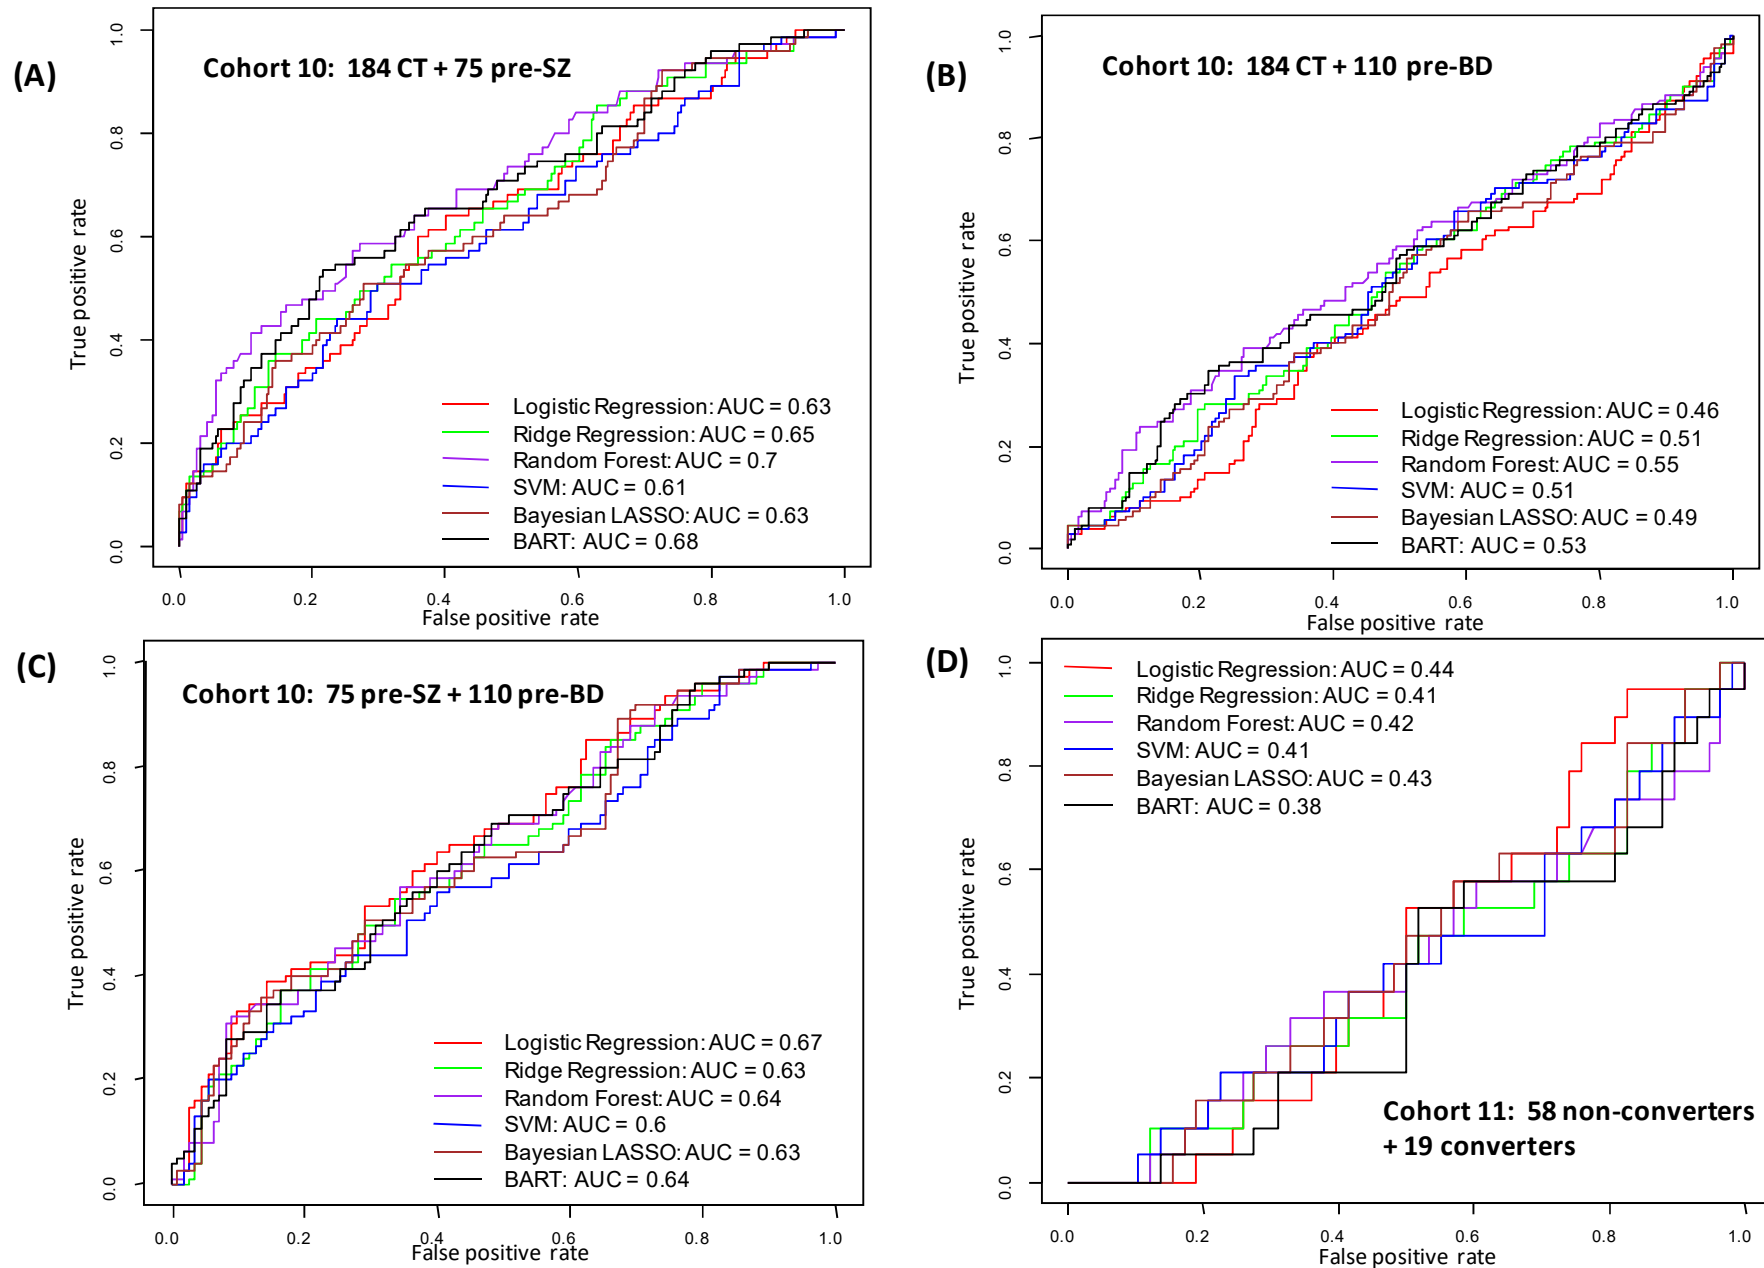 (A)
Cohort 10: 184 CT + 75 pre-SZ
True positive rate
0.0 0.2 0.4 0.6 0.8 1.0
Logistic Regression: AUC = 0.63
Ridge Regression: AUC = 0.65
Random Forest: AUC = 0.7
SVM: AUC = 0.61
Bayesian LASSO: AUC = 0.63
BART: AUC = 0.68
0.0 0.2 0.4 0.6 0.8 1.0
False positive rate
(B)
Cohort 10: 184 CT + 110 pre-BD
True positive rate
0.0 0.2 0.4 0.6 0.8 1.0
Logistic Regression: AUC = 0.46
Ridge Regression: AUC = 0.51
Random Forest: AUC = 0.55
SVM: AUC = 0.51
Bayesian LASSO: AUC = 0.49
BART: AUC = 0.53
0.0 0.2 0.4 0.6 0.8 1.0
False positive rate
(C)
Cohort 10: 75 pre-SZ + 110 pre-BD
True positive rate
0.0 0.2 0.4 0.6 0.8 1.0
Logistic Regression: AUC = 0.67
Ridge Regression: AUC = 0.63
Random Forest: AUC = 0.64
SVM: AUC = 0.6
Bayesian LASSO: AUC = 0.63
BART: AUC = 0.64
0.0 0.2 0.4 0.6 0.8 1.0
False positive rate
(D)
Logistic Regression: AUC = 0.44
Ridge Regression: AUC = 0.41
Random Forest: AUC = 0.42
SVM: AUC = 0.41
Bayesian LASSO: AUC = 0.43
BART: AUC = 0.38
True positive rate
0.0 0.2 0.4 0.6 0.8 1.0
Cohort 11: 58 non-converters
+ 19 converters
0.0 0.2 0.4 0.6 0.8 1.0
False positive rate